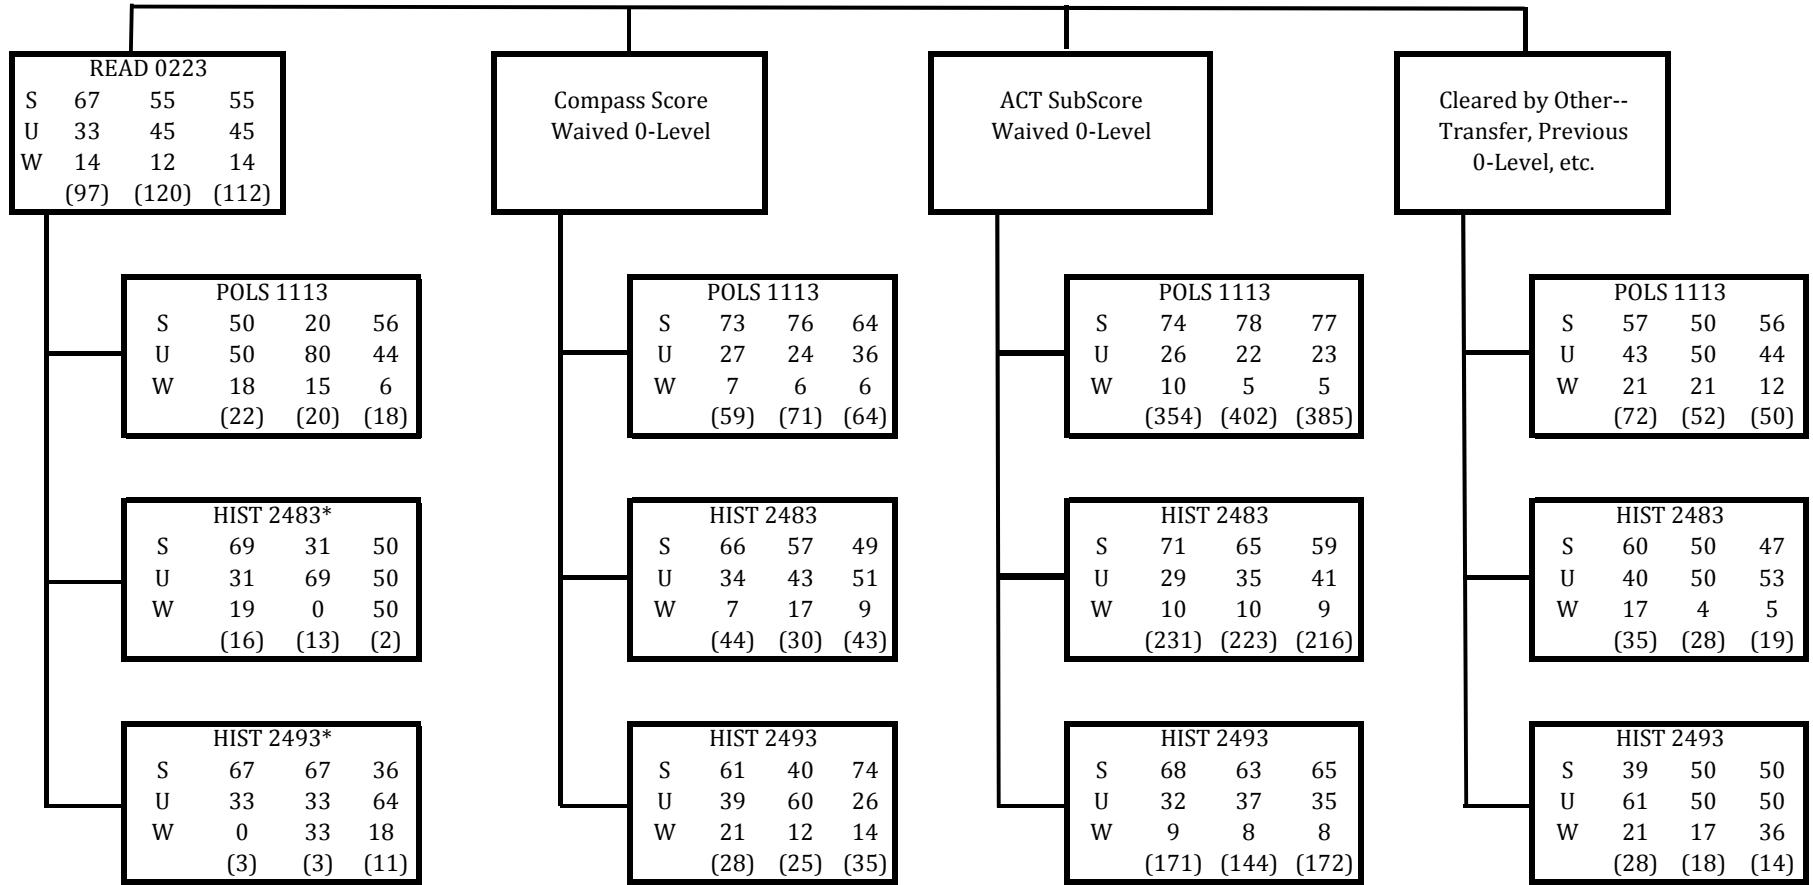 READ 0223
S 67 55 55
U 33 45 45
W 14 12 14
(97) (120) (112)
Compass Score
Waived 0-Level
ACT SubScore
Waived 0-Level
Cleared by Other--
Transfer, Previous
0-Level, etc.
POLS 1113
S 50 20 56
U 50 80 44
W 18 15 6
(22) (20) (18)
POLS 1113
S 73 76 64
U 27 24 36
W 7 6 6
(59) (71) (64)
POLS 1113
S 74 78 77
U 26 22 23
W 10 5 5
(354) (402) (385)
POLS 1113
S 57 50 56
U 43 50 44
W 21 21 12
(72) (52) (50)
HIST 2483*
S 69 31 50
U 31 69 50
W 19 0 50
(16) (13) (2)
HIST 2483
S 66 57 49
U 34 43 51
W 7 17 9
(44) (30) (43)
HIST 2483
S 71 65 59
U 29 35 41
W 10 10 9
(231) (223) (216)
HIST 2483
S 60 50 47
U 40 50 53
W 17 4 5
(35) (28) (19)
HIST 2493*
S 67 67 36
U 33 33 64
W 0 33 18
(3) (3) (11)
HIST 2493
S 61 40 74
U 39 60 26
W 21 12 14
(28) (25) (35)
HIST 2493
S 68 63 65
U 32 37 35
W 9 8 8
(171) (144) (172)
HIST 2493
S 39 50 50
U 61 50 50
W 21 17 36
(28) (18) (14)